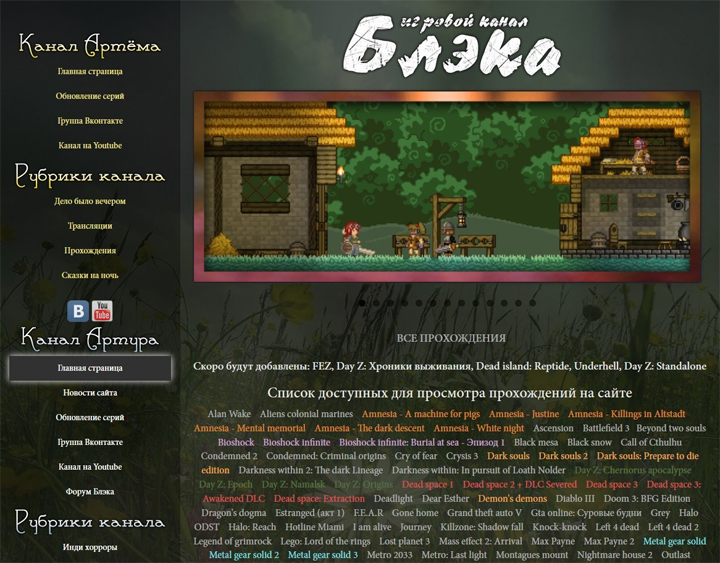 Канал Артёма
Главная страница
Обновление серий
Группа Вконтакте
Канал на Youtube
Рубрики канала
Дело было вечером
Трансляции
Прохождения
Сказки на ночь
В
You
Tube
Канал Артура
Главная страница
Новости сайта
Обновление серий
Группа Вконтакте
Канал на Youtube
Форум Блэка
Рубрики канала
Инди хорроры
игровой канал
Блэка
ВСЕ ПРОХОЖДЕНИЯ
Скоро будут добавлены: FEZ, Day Z: Хроники выживания, Dead island: Reptide, Underhell, Day Z: Standalone
Список доступных для просмотра прохождений на сайте
Alan Wake Aliens colonial marines Amnesia - A machine for pigs Amnesia - Justine Amnesia - Killings in Altstadt
Amnesia - Mental memorial Amnesia - The dark descent Amnesia - White night Ascension Battlefield 3 Beyond two souls
Bioshock Bioshock infinite Bioshock infinite: Burial at sea - Эпизод 1 Black mesa Black snow Call of Cthulhu
Condemned 2 Condemned: Criminal origins Cry of fear Crysis 3 Dark souls Dark souls 2 Dark souls: Prepare to die
edition Darkness within 2: The dark Lineage Darkness within: In pursuit of Loath Nolder Day Z: Chernorus apocalypse
Day Z: Epoch Day Z: Namalsk Day Z: Origins Dead space 1 Dead space 2 + DLC Severed Dead space 3 Dead space 3:
Awakened DLC Dead space: Extraction Deadlight Dear Esther Demon's demons Diablo III Doom 3: BFG Edition
Dragon's dogma Estranged (акт 1) F.E.A.R Gone home Grand theft auto V Gta online: Суровые будни Grey Halo
ODST Halo: Reach Hotline Miami I am alive Journey Killzone: Shadow fall Knock-knock Left 4 dead Left 4 dead 2
Legend of grimrock Lego: Lord of the rings Lost planet 3 Mass effect 2: Arrival Max Payne Max Payne 2 Metal gear solid
Metal gear solid 2 Metal gear solid 3 Metro 2033 Metro: Last light Montagues mount Nightmare house 2 Outlast